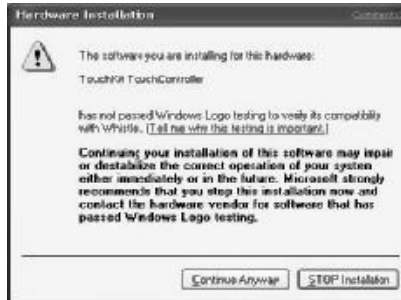 Hardware Installation
The software you are installing for this hardware:
TouchKit TouchController
has not passed Windows Logo testing to verify its compatibility
with Whistle. (Tell me why this testing is important.)
Continuing your installation of this software may impair
or destabilize the correct operation of your system
either immediately or in the future. Microsoft strongly
recommends that you stop this installation now and
contact the hardware vendor for software that has
passed Windows Logo testing.
Continue Anyway STOP Installation